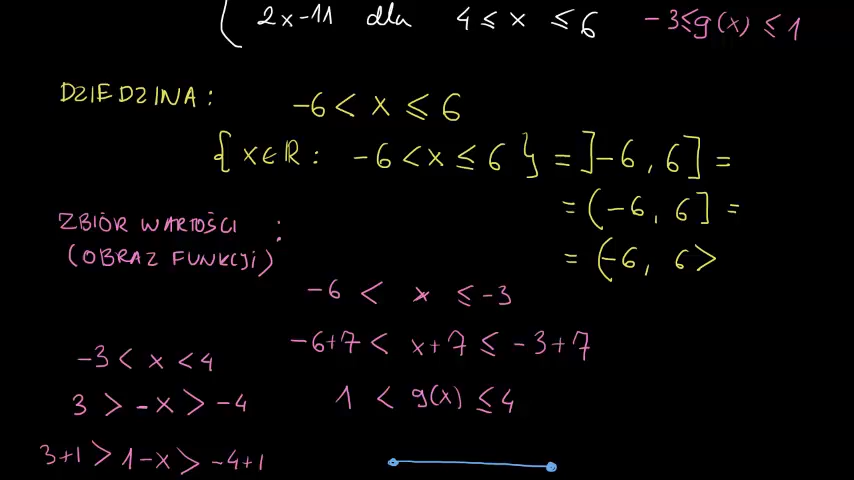 2x-11 dla 4 ≤ x ≤ 6 -3≤g(x) ≤ 1
DZIEDZINA: -6 < x ≤ 6
{ x∈R: -6 < x ≤ 6 } = ]-6, 6] =
= (-6, 6] =
ZBIÓR WARTOŚCI :
(OBRAZ FUNKCJI)
= (-6, 6>
-6 < x ≤ -3
-6+7 < x+7 ≤ -3+7
-3 < x < 4
1 < g(x) ≤ 4
3 > -x > -4
3+1 > 1-x > -4+1